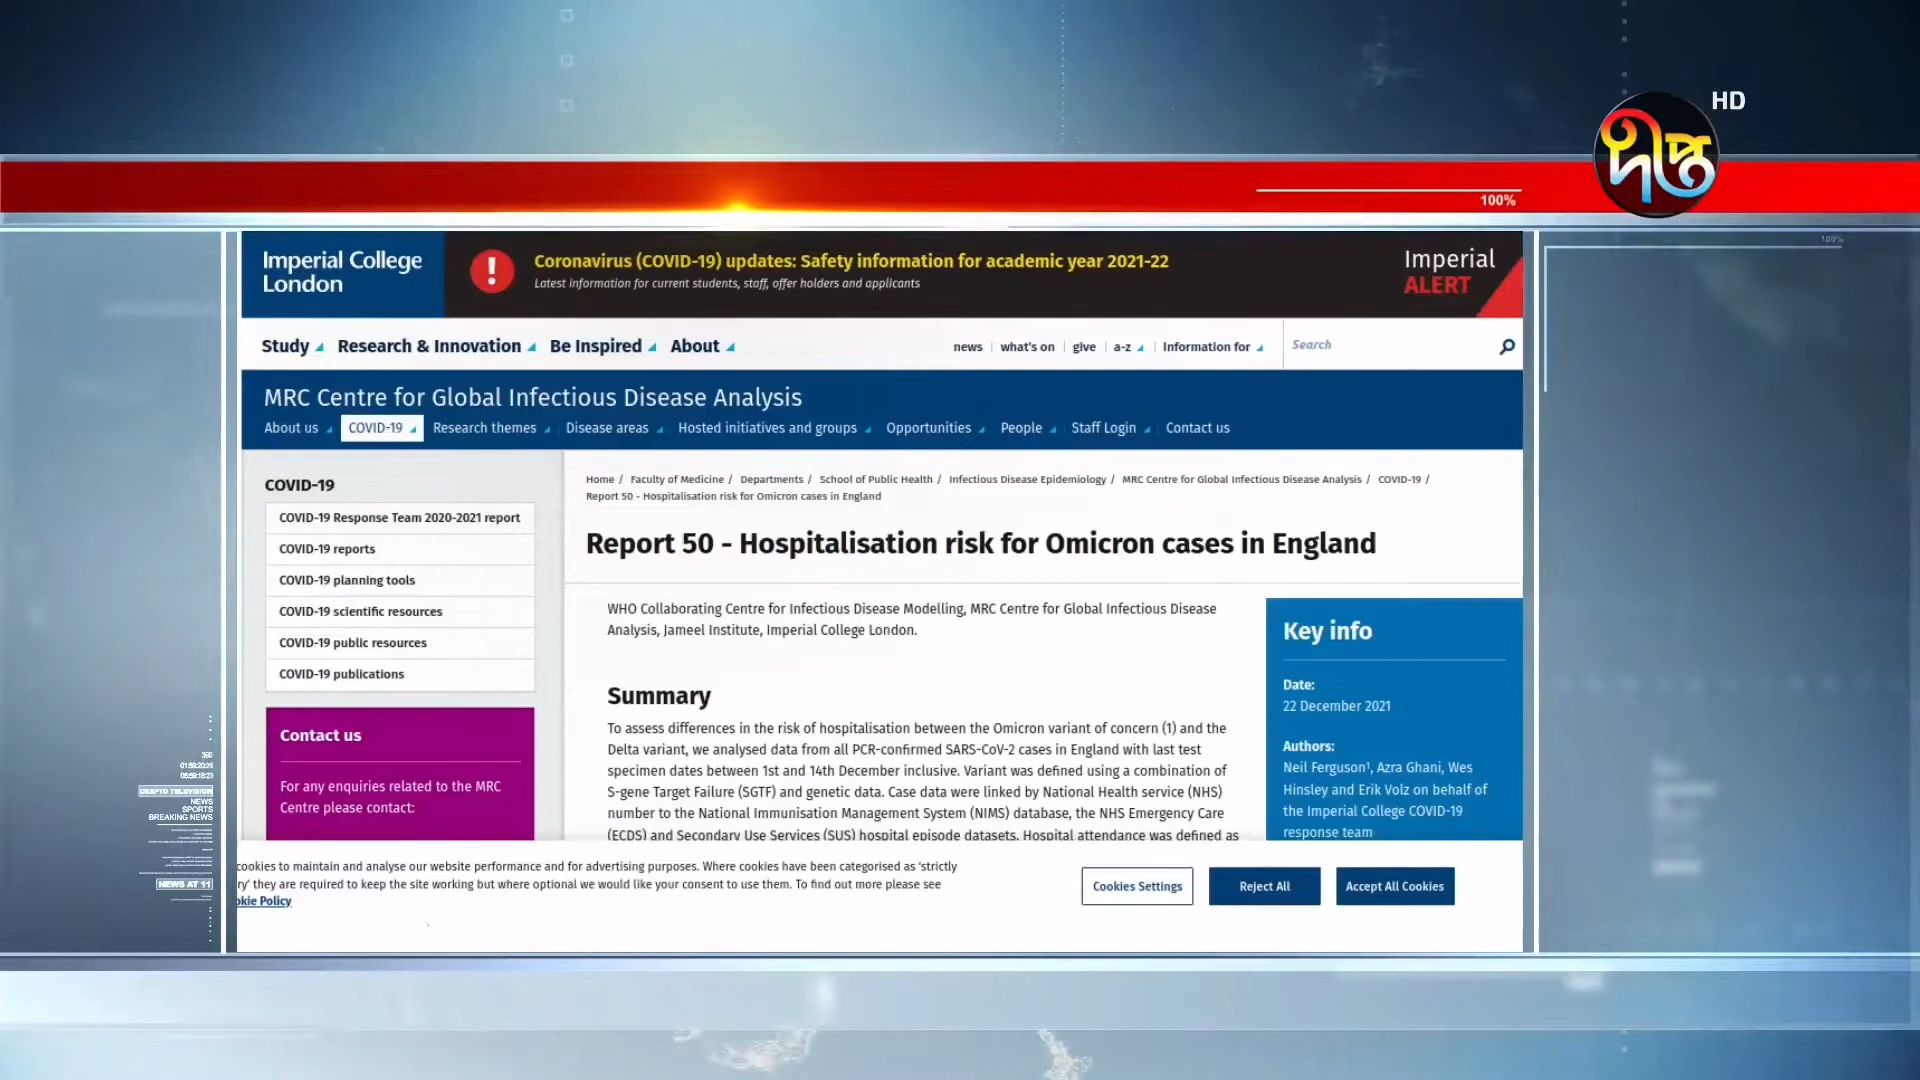 HD
দীপ্ত
100%
100%
Imperial College
London
!
Coronavirus (COVID-19) updates: Safety information for academic year 2021-22
Latest information for current students, staff, offer holders and applicants
Imperial
ALERT
Study Research & Innovation Be Inspired About
news what's on give a-z Information for
Search
MRC Centre for Global Infectious Disease Analysis
About us COVID-19 Research themes Disease areas Hosted initiatives and groups Opportunities People Staff Login Contact us
COVID-19
COVID-19 Response Team 2020-2021 report
COVID-19 reports
COVID-19 planning tools
COVID-19 scientific resources
COVID-19 public resources
COVID-19 publications
Contact us
For any enquiries related to the MRC
Centre please contact:
Home / Faculty of Medicine / Departments / School of Public Health / Infectious Disease Epidemiology / MRC Centre for Global Infectious Disease Analysis / COVID-19 /
Report 50 - Hospitalisation risk for Omicron cases in England
Report 50 - Hospitalisation risk for Omicron cases in England
WHO Collaborating Centre for Infectious Disease Modelling, MRC Centre for Global Infectious Disease
Analysis, Jameel Institute, Imperial College London.
Summary
To assess differences in the risk of hospitalisation between the Omicron variant of concern (1) and the
Delta variant, we analysed data from all PCR-confirmed SARS-CoV-2 cases in England with last test
specimen dates between 1st and 14th December inclusive. Variant was defined using a combination of
S-gene Target Failure (SGTF) and genetic data. Case data were linked by National Health service (NHS)
number to the National Immunisation Management System (NIMS) database, the NHS Emergency Care
(ECDS) and Secondary Use Services (SUS) hospital episode datasets. Hospital attendance was defined as
Key info
Date:
22 December 2021
Authors:
Neil Ferguson¹, Azra Ghani, Wes
Hinsley and Erik Volz on behalf of
the Imperial College COVID-19
response team
cookies to maintain and analyse our website performance and for advertising purposes. Where cookies have been categorised as 'strictly
ry' they are required to keep the site working but where optional we would like your consent to use them. To find out more please see
okie Policy
Cookies Settings
Reject All
Accept All Cookies
DEEPTO TELEVISION
NEWS
SPORTS
BREAKING NEWS
NEWS AT 11